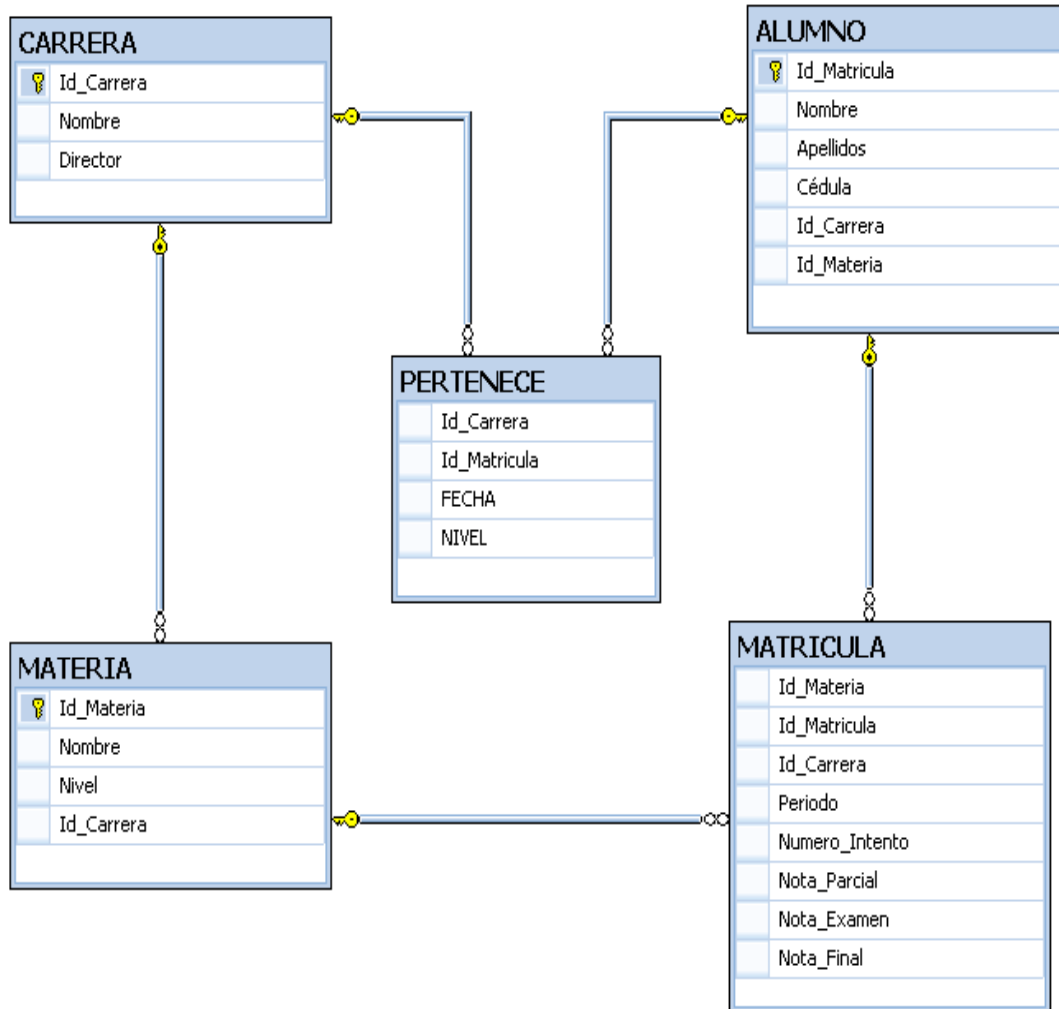 CARRERA
Id_Carrera
Nombre
Director
ALUMNO
Id_Matricula
Nombre
Apellidos
Cédula
Id_Carrera
Id_Materia
PERTENECE
Id_Carrera
Id_Matricula
FECHA
NIVEL
MATERIA
Id_Materia
Nombre
Nivel
Id_Carrera
MATRICULA
Id_Materia
Id_Matricula
Id_Carrera
Periodo
Numero_Intento
Nota_Parcial
Nota_Examen
Nota_Final